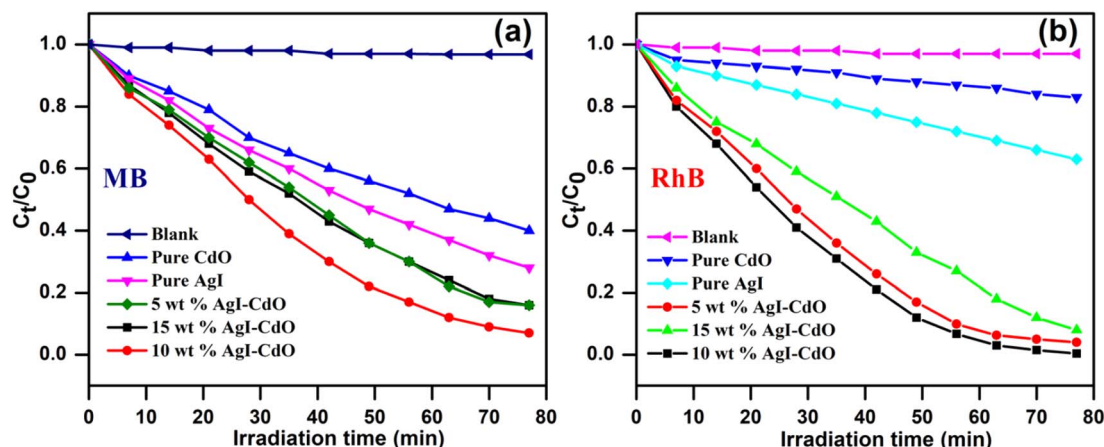 (a)
C_t/C_0
1.0
0.8
0.6
0.4
0.2
0.0
MB
Blank
Pure CdO
Pure AgI
5 wt % AgI-CdO
15 wt % AgI-CdO
10 wt % AgI-CdO
0 10 20 30 40 50 60 70 80
Irradiation time (min)
(b)
C_t/C_0
1.0
0.8
0.6
0.4
0.2
0.0
RhB
Blank
Pure CdO
Pure AgI
5 wt % AgI-CdO
15 wt % AgI-CdO
10 wt % AgI-CdO
0 10 20 30 40 50 60 70 80
Irradiation time (min)